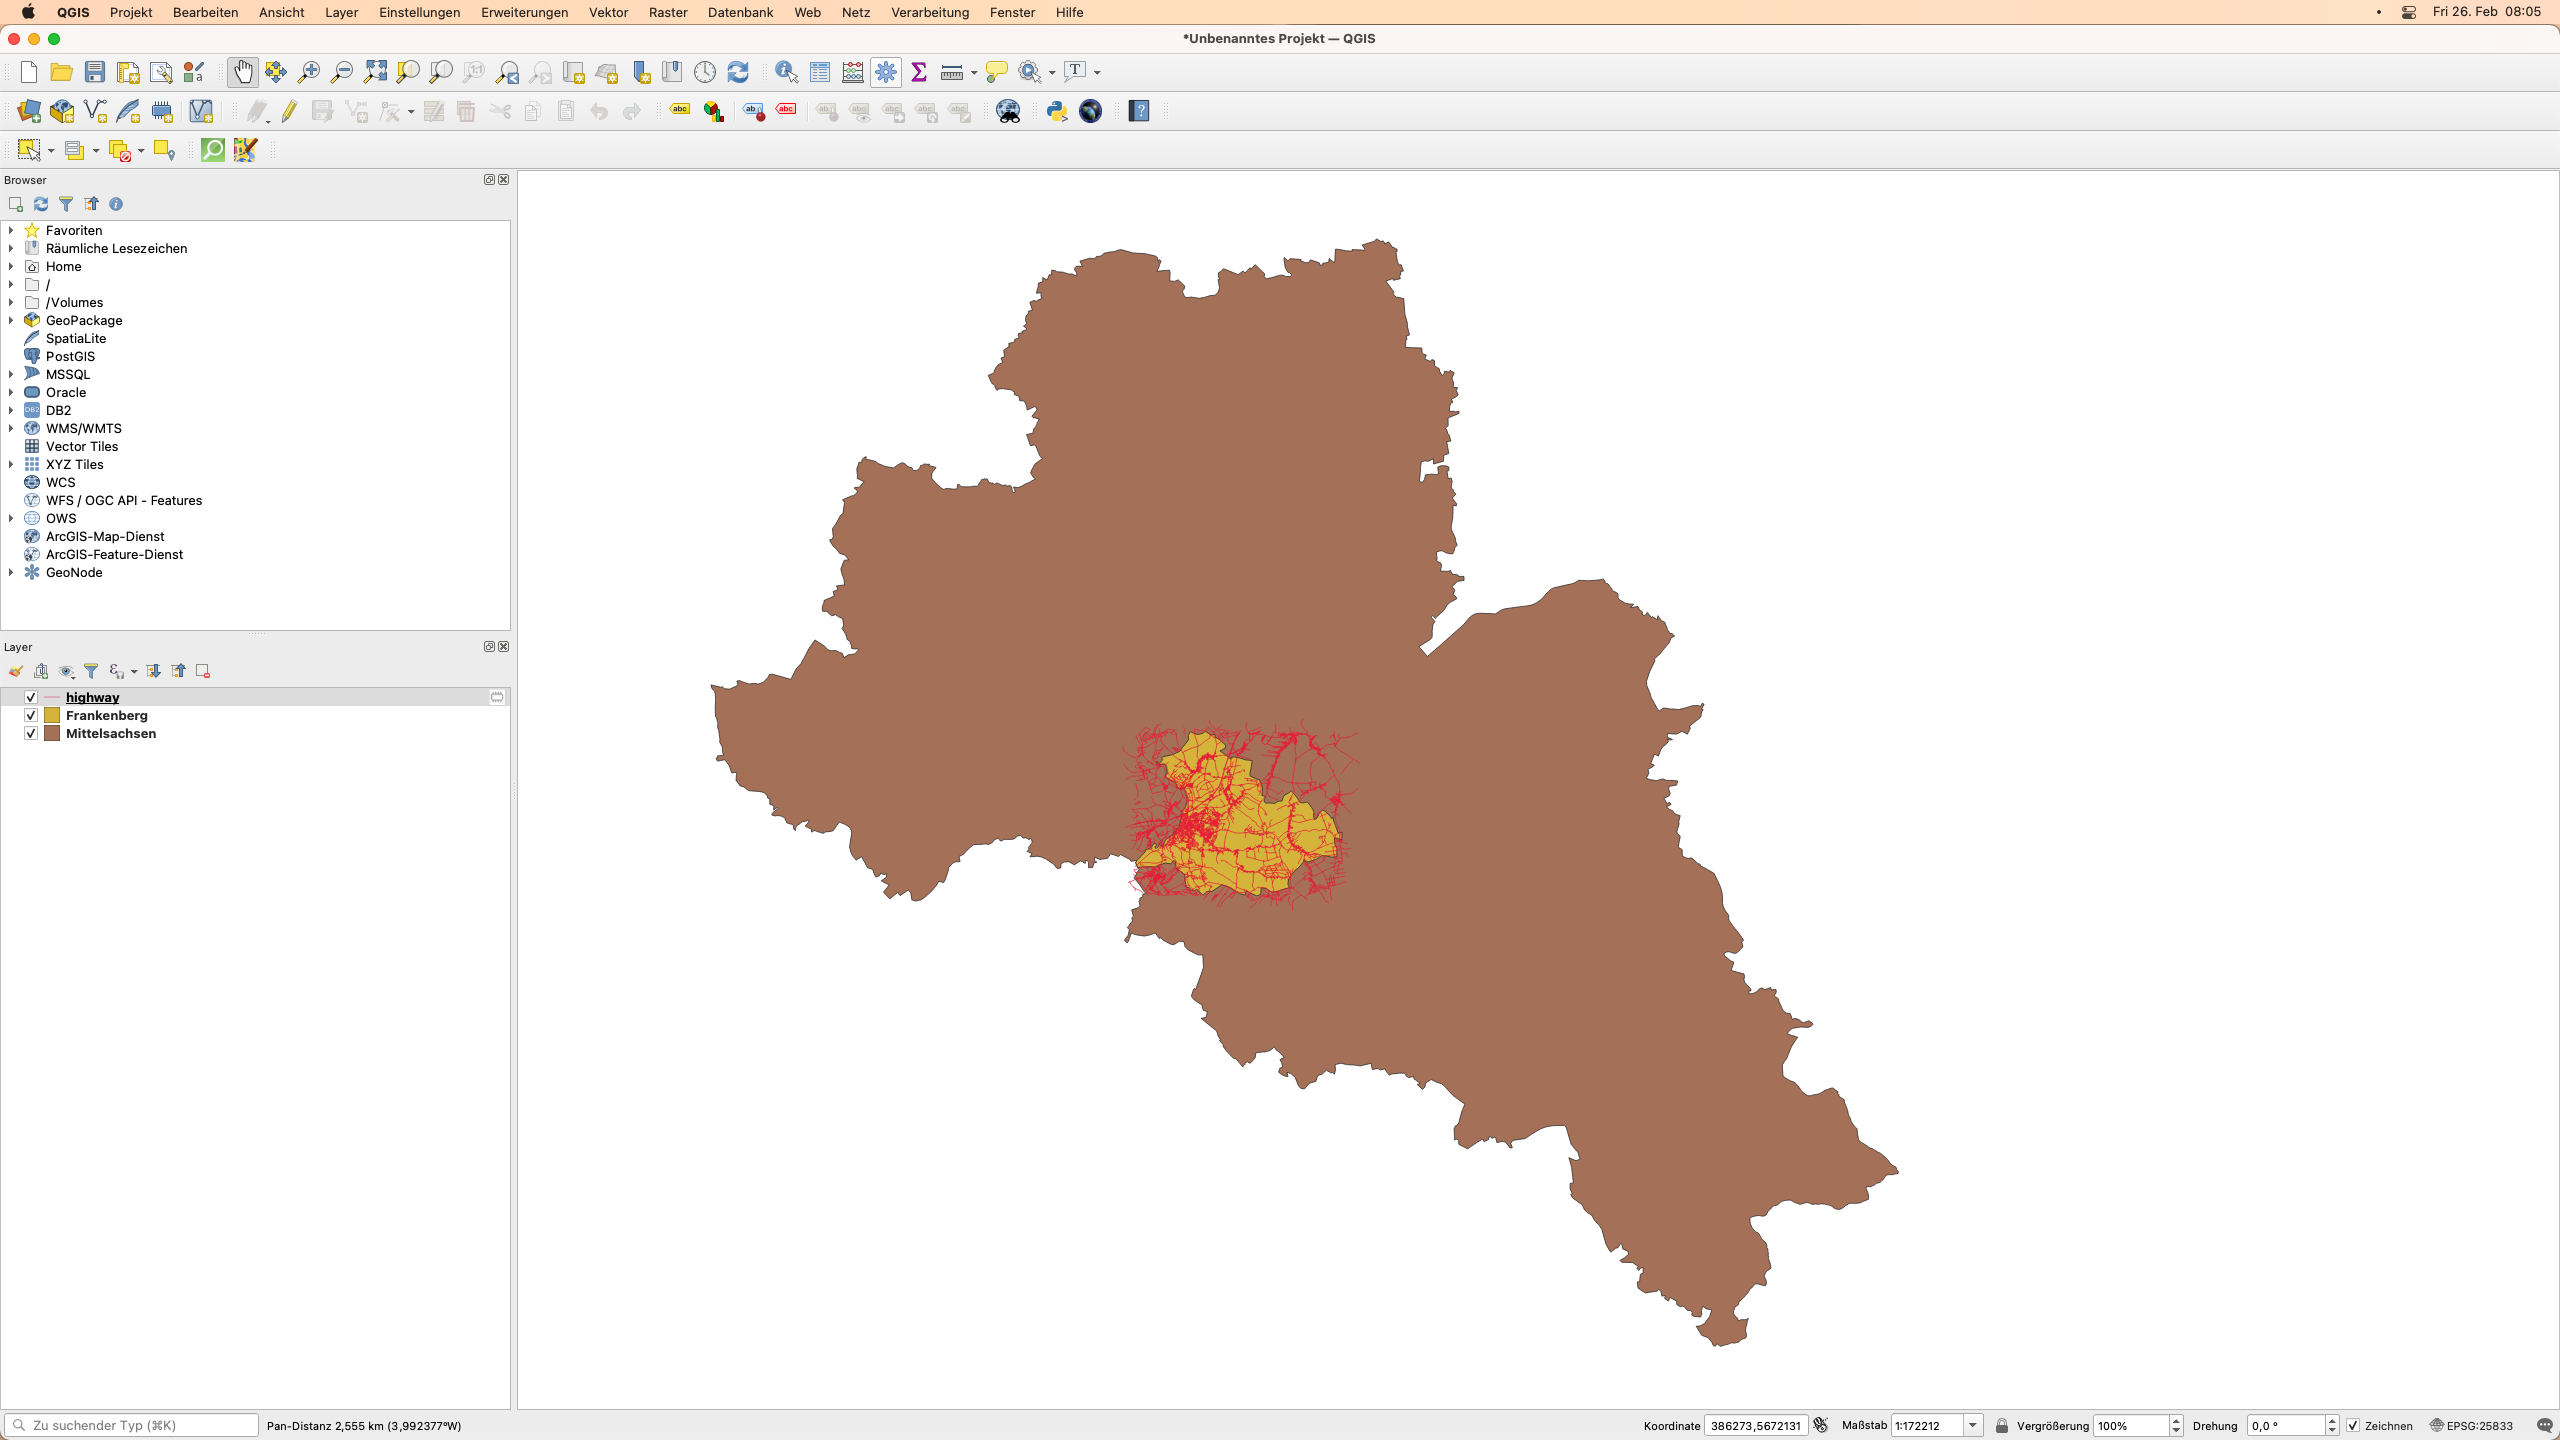 QGIS Projekt Bearbeiten Ansicht Layer Einstellungen Erweiterungen Vektor Raster Datenbank Web Netz Verarbeitung Fenster Hilfe Fri 26. Feb 08:05
*Unbenanntes Projekt — QGIS
Browser
Favoriten
Räumliche Lesezeichen
Home
/
/Volumes
GeoPackage
SpatiaLite
PostGIS
MSSQL
Oracle
DB2
WMS/WMTS
Vector Tiles
XYZ Tiles
WCS
WFS / OGC API - Features
OWS
ArcGIS-Map-Dienst
ArcGIS-Feature-Dienst
GeoNode
Layer
highway
Frankenberg
Mittelsachsen
Zu suchender Typ (⌘K) Pan-Distanz 2,555 km (3,992377°W) Koordinate 386273,5672131 Maßstab 1:172212 Vergrößerung 100% Drehung 0,0 ° Zeichnen EPSG:25833